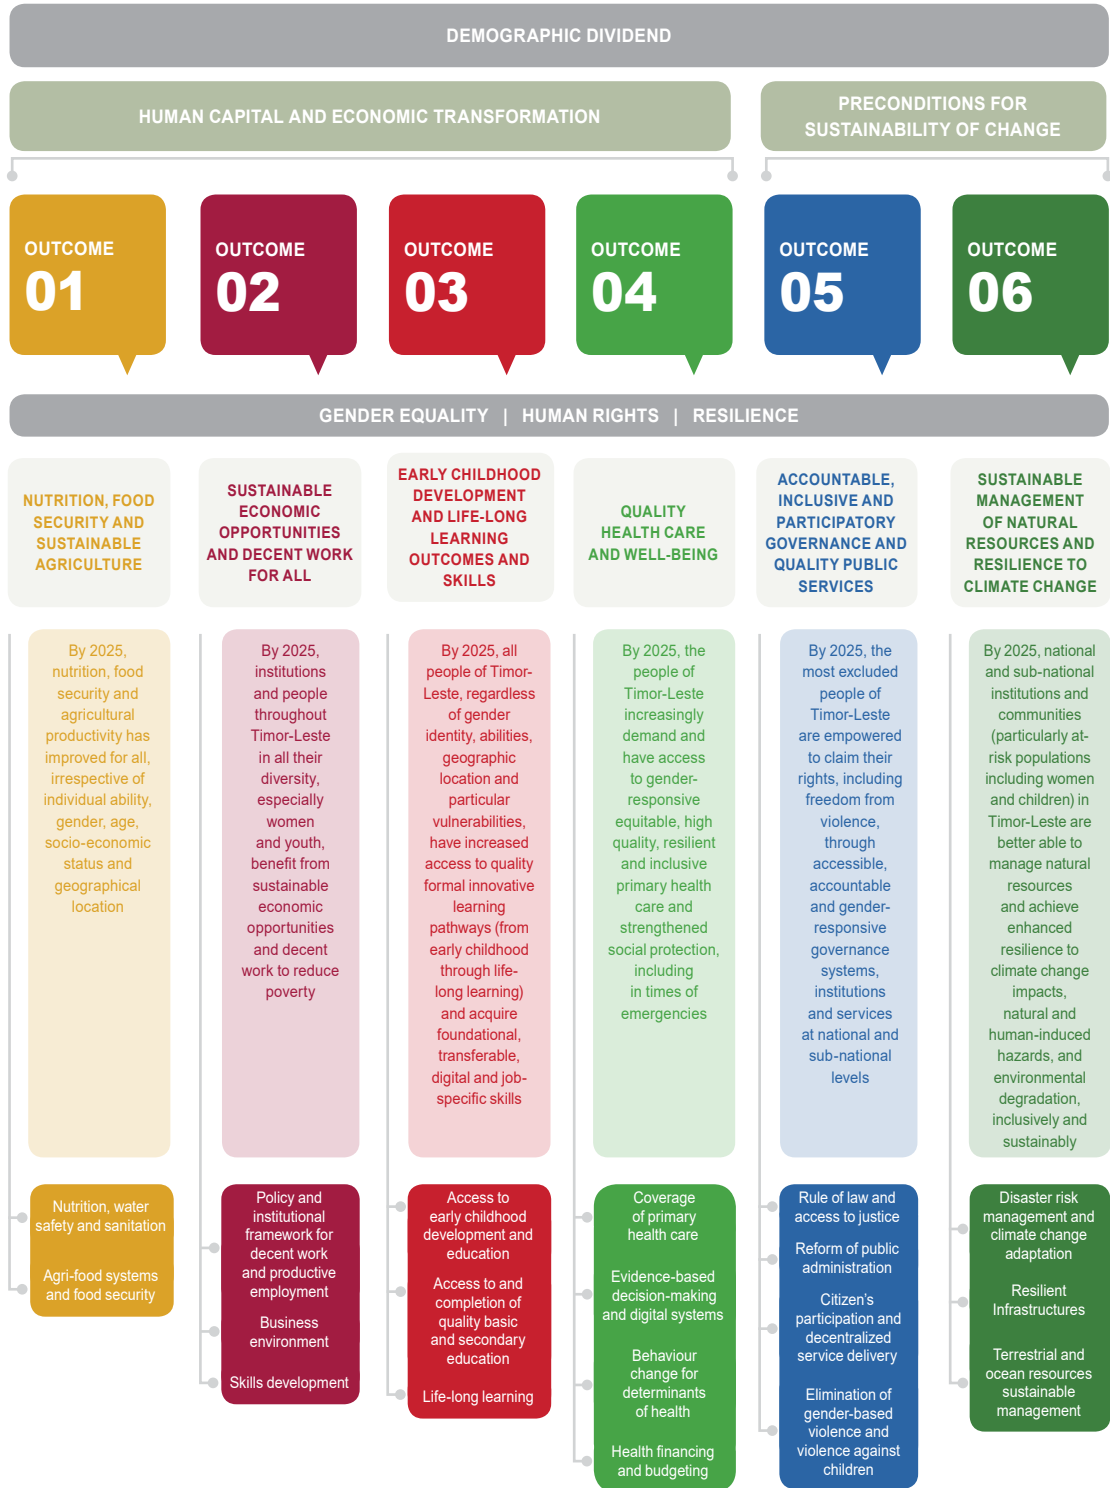 DEMOGRAPHIC DIVIDEND
HUMAN CAPITAL AND ECONOMIC TRANSFORMATION
PRECONDITIONS FOR
SUSTAINABILITY OF CHANGE
OUTCOME
01
OUTCOME
02
OUTCOME
03
OUTCOME
04
OUTCOME
05
OUTCOME
06
GENDER EQUALITY | HUMAN RIGHTS | RESILIENCE
NUTRITION, FOOD
SECURITY AND
SUSTAINABLE
AGRICULTURE
SUSTAINABLE
ECONOMIC
OPPORTUNITIES
AND DECENT WORK
FOR ALL
EARLY CHILDHOOD
DEVELOPMENT
AND LIFE-LONG
LEARNING
OUTCOMES AND
SKILLS
QUALITY
HEALTH CARE
AND WELL-BEING
ACCOUNTABLE,
INCLUSIVE AND
PARTICIPATORY
GOVERNANCE AND
QUALITY PUBLIC
SERVICES
SUSTAINABLE
MANAGEMENT
OF NATURAL
RESOURCES AND
RESILIENCE TO
CLIMATE CHANGE
By 2025,
nutrition, food
security and
agricultural
productivity has
improved for all,
irrespective of
individual ability,
gender, age,
socio-economic
status and
geographical
location
By 2025,
institutions
and people
throughout
Timor-Leste
in all their
diversity,
especially
women
and youth,
benefit from
sustainable
economic
opportunities
and decent
work to reduce
poverty
By 2025, all
people of Timor-
Leste, regardless
of gender
identity, abilities,
geographic
location and
particular
vulnerabilities,
have increased
access to quality
formal innovative
learning
pathways (from
early childhood
through life-
long learning)
and acquire
foundational,
transferable,
digital and job-
specific skills
By 2025, the
people of
Timor-Leste
increasingly
demand and
have access
to gender-
responsive
equitable, high
quality, resilient
and inclusive
primary health
care and
strengthened
social protection,
including
in times of
emergencies
By 2025, the
most excluded
people of
Timor-Leste
are empowered
to claim their
rights, including
freedom from
violence,
through
accessible,
accountable
and gender-
responsive
governance
systems,
institutions
and services
at national and
sub-national
levels
By 2025, national
and sub-national
institutions and
communities
(particularly at-
risk populations
including women
and children) in
Timor-Leste are
better able to
manage natural
resources
and achieve
enhanced
resilience to
climate change
impacts,
natural and
human-induced
hazards, and
environmental
degradation,
inclusively and
sustainably
Nutrition, water
safety and sanitation
Agri-food systems
and food security
Policy and
institutional
framework for
decent work
and productive
employment
Business
environment
Skills development
Access to
early childhood
development and
education
Access to and
completion of
quality basic
and secondary
education
Life-long learning
Coverage
of primary
health care
Evidence-based
decision-making
and digital systems
Behaviour
change for
determinants
of health
Health financing
and budgeting
Rule of law and
access to justice
Reform of public
administration
Citizen's
participation and
decentralized
service delivery
Elimination of
gender-based
violence and
violence against
children
Disaster risk
management and
climate change
adaptation
Resilient
Infrastructures
Terrestrial and
ocean resources
sustainable
management